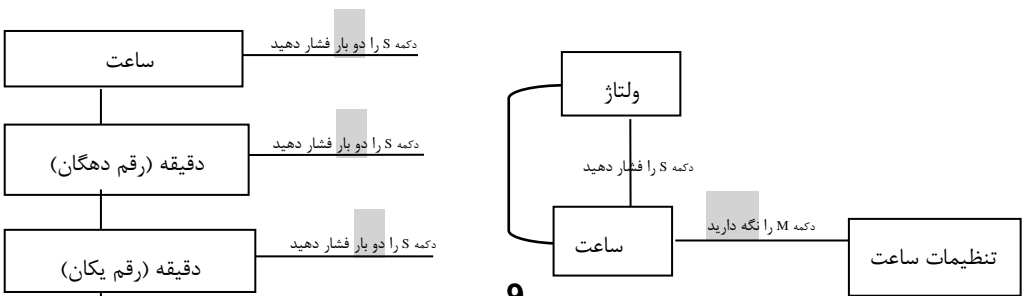 ساعت
دکمه S را دو بار فشار دهید
دقیقه (رقم دهگان)
دکمه S را دو بار فشار دهید
دقیقه (رقم یکان)
دکمه S را دو بار فشار دهید
ولتاژ
دکمه S را فشار دهید
ساعت
دکمه M را نگه دارید
تنظیمات ساعت